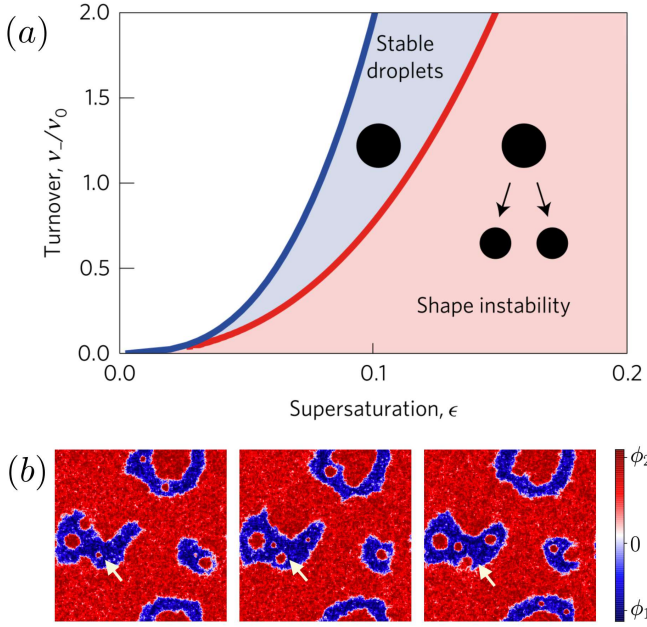 (a)
2.0
1.5
1.0
0.5
0.0
Turnover, ν₋/ν₀
Stable
droplets
Shape instability
0.0
0.1
0.2
Supersaturation, ϵ
(b)
ϕ₂
0
ϕ₁